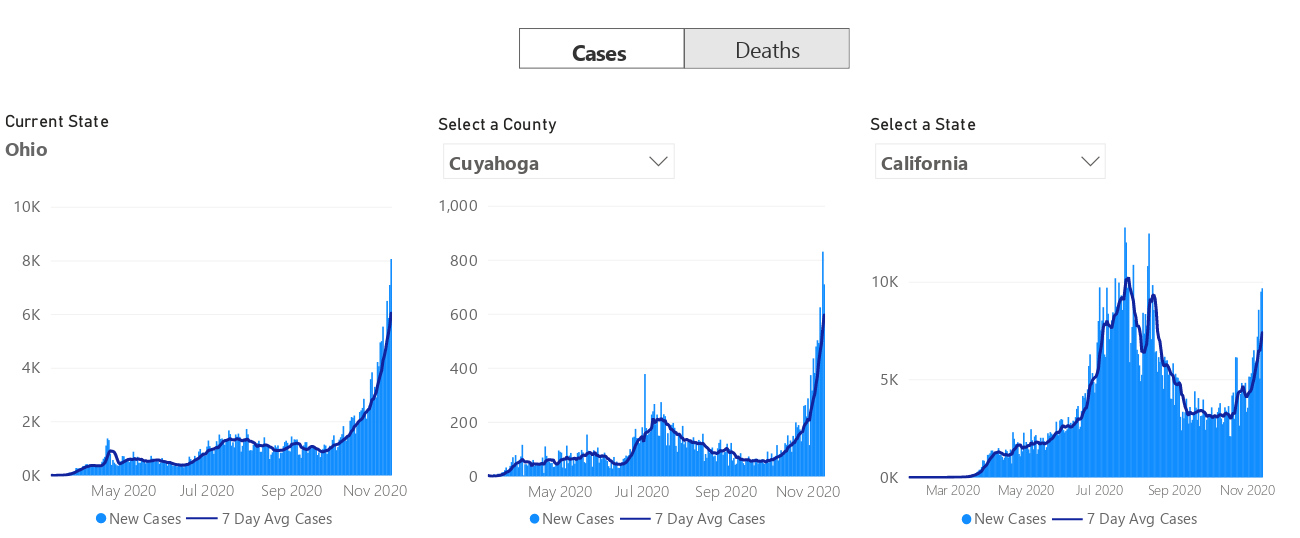 Cases
Deaths
Current State
Ohio
10K
8K
6K
4K
2K
0K
May 2020
Jul 2020
Sep 2020
Nov 2020
New Cases
7 Day Avg Cases
Select a County
Cuyahoga
1,000
800
600
400
200
0
May 2020
Jul 2020
Sep 2020
Nov 2020
New Cases
7 Day Avg Cases
Select a State
California
10K
5K
0K
Mar 2020
May 2020
Jul 2020
Sep 2020
Nov 2020
New Cases
7 Day Avg Cases